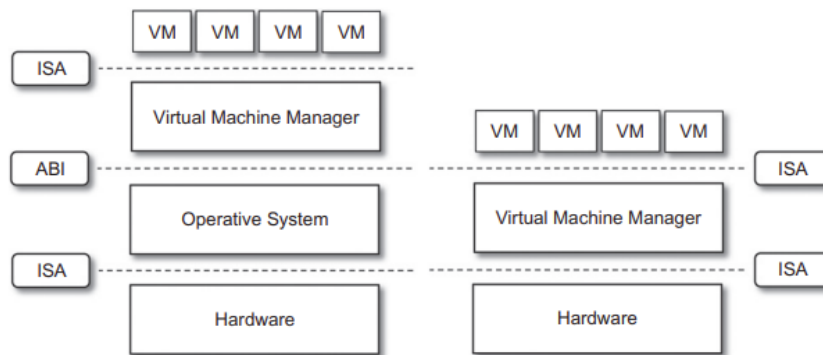 VM VM VM VM
ISA
Virtual Machine Manager
VM VM VM VM
ABI
ISA
Operative System
Virtual Machine Manager
ISA
ISA
Hardware
Hardware